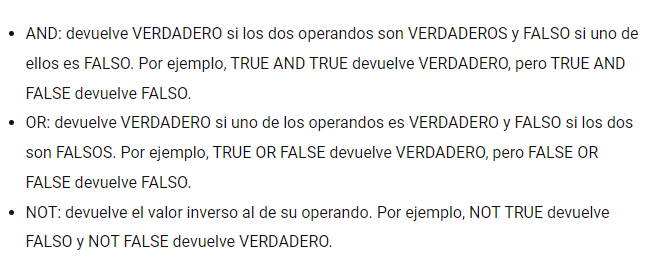 • AND: devuelve VERDADERO si los dos operandos son VERDADEROS y FALSO si uno de
ellos es FALSO. Por ejemplo, TRUE AND TRUE devuelve VERDADERO, pero TRUE AND
FALSE devuelve FALSO.
• OR: devuelve VERDADERO si uno de los operandos es VERDADERO y FALSO si los dos
son FALSOS. Por ejemplo, TRUE OR FALSE devuelve VERDADERO, pero FALSE OR
FALSE devuelve FALSO.
• NOT: devuelve el valor inverso al de su operando. Por ejemplo, NOT TRUE devuelve
FALSO y NOT FALSE devuelve VERDADERO.